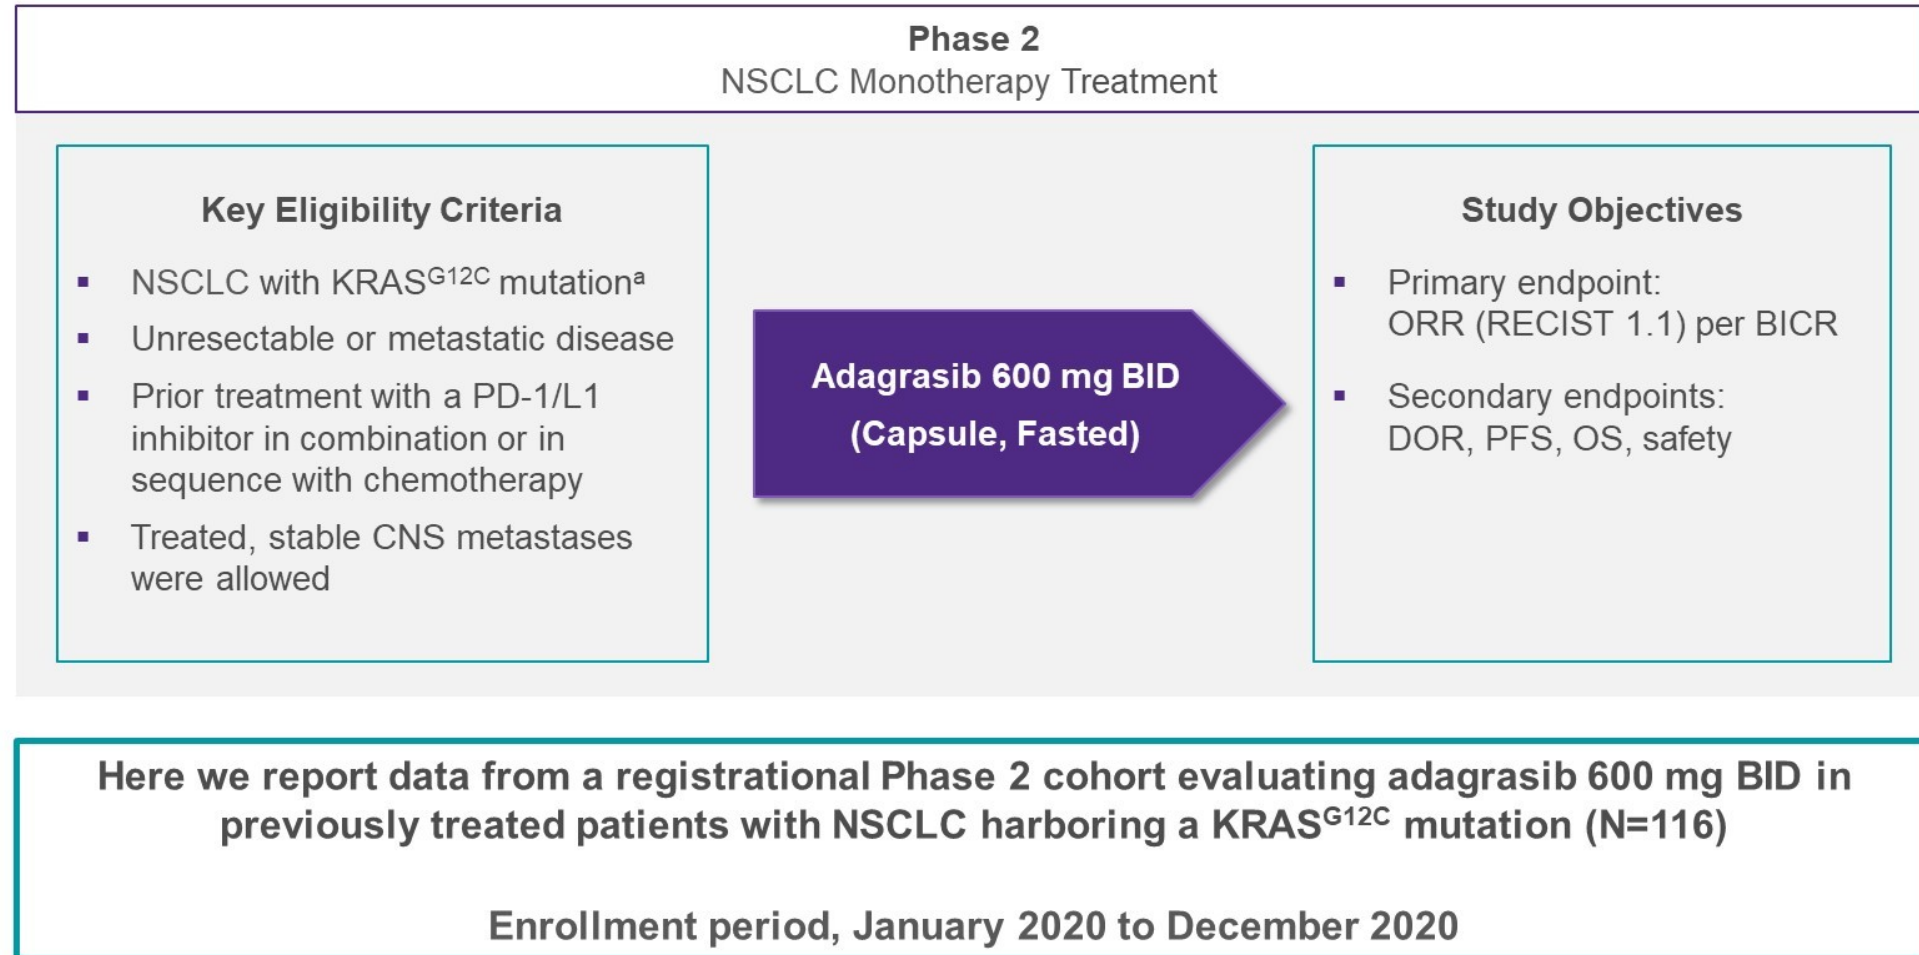 Phase 2
NSCLC Monotherapy Treatment
Key Eligibility Criteria
▪ NSCLC with KRASᴳ¹²ꟲ mutationᵃ
▪ Unresectable or metastatic disease
▪ Prior treatment with a PD-1/L1
inhibitor in combination or in
sequence with chemotherapy
▪ Treated, stable CNS metastases
were allowed
Adagrasib 600 mg BID
(Capsule, Fasted)
Study Objectives
▪ Primary endpoint:
ORR (RECIST 1.1) per BICR
▪ Secondary endpoints:
DOR, PFS, OS, safety
Here we report data from a registrational Phase 2 cohort evaluating adagrasib 600 mg BID in
previously treated patients with NSCLC harboring a KRASᴳ¹²ꟲ mutation (N=116)
Enrollment period, January 2020 to December 2020